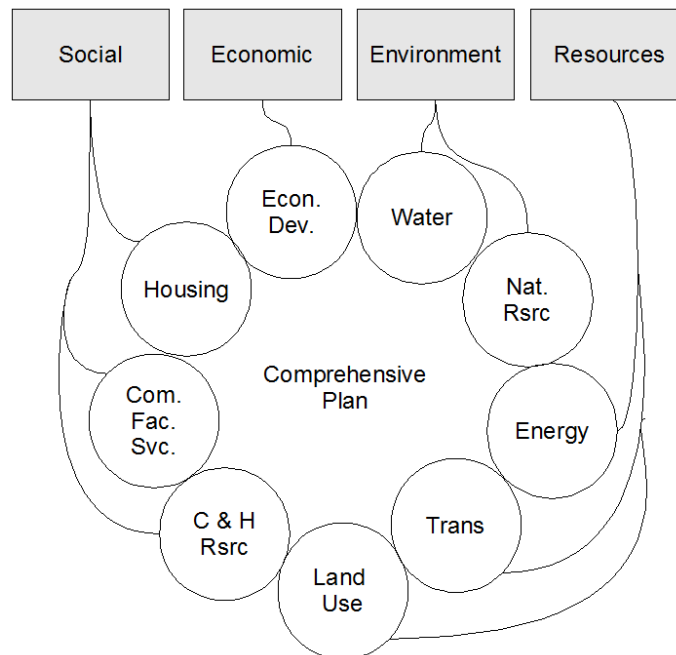 Social
Economic
Environment
Resources
Econ.
Dev.
Water
Housing
Nat.
Rsrc
Comprehensive
Plan
Com.
Fac.
Svc.
Energy
C & H
Rsrc
Trans
Land
Use